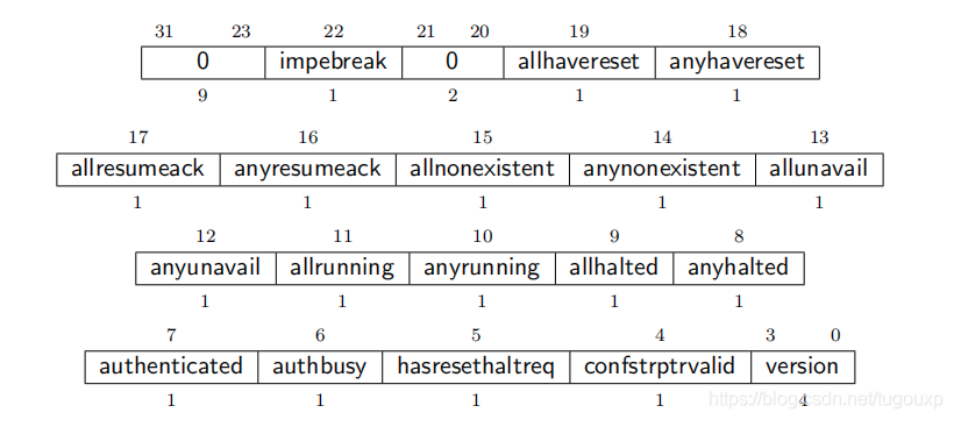 31 23 22 21 20 19 18
0 impebreak 0 allhavereset anyhavereset
9 1 2 1 1
17 16 15 14 13
allresumeack anyresumeack allnonexistent anynonexistent allunavail
1 1 1 1 1
12 11 10 9 8
anyunavail allrunning anyrunning allhalted anyhalted
1 1 1 1 1
7 6 5 4 3 0
authenticated authbusy hasresethaltreq confstrptrvalid version
1 1 1 1 4
https://blog.csdn.net/tugouxp